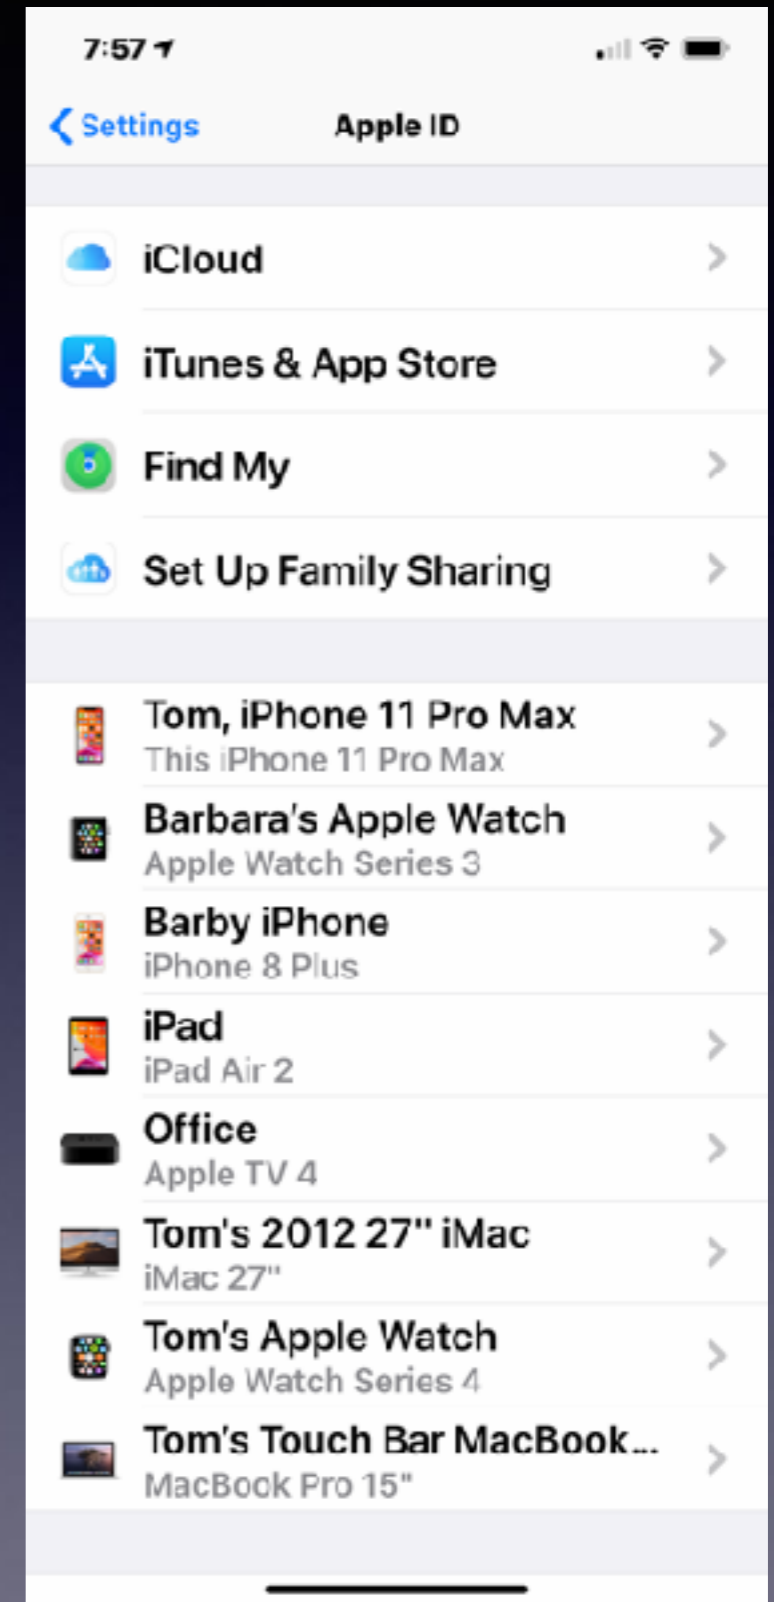 7:57
Settings
Apple ID
iCloud
iTunes & App Store
Find My
Set Up Family Sharing
Tom, iPhone 11 Pro Max
This iPhone 11 Pro Max
Barbara's Apple Watch
Apple Watch Series 3
Barby iPhone
iPhone 8 Plus
iPad
iPad Air 2
Office
Apple TV 4
Tom's 2012 27" iMac
iMac 27"
Tom's Apple Watch
Apple Watch Series 4
Tom's Touch Bar MacBook...
MacBook Pro 15"